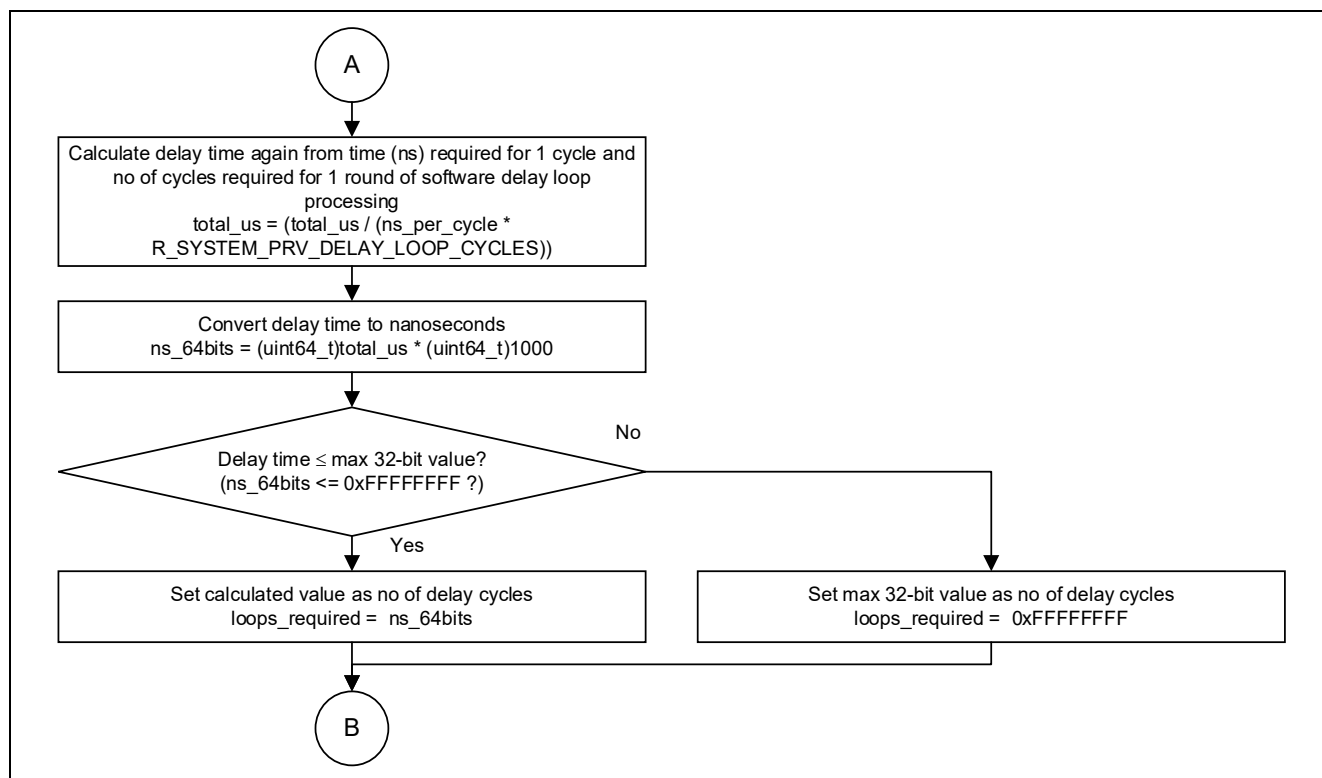 A
Calculate delay time again from time (ns) required for 1 cycle and
no of cycles required for 1 round of software delay loop
processing
total_us = (total_us / (ns_per_cycle *
R_SYSTEM_PRV_DELAY_LOOP_CYCLES))
Convert delay time to nanoseconds
ns_64bits = (uint64_t)total_us * (uint64_t)1000
No
Delay time ≤ max 32-bit value?
(ns_64bits <= 0xFFFFFFFF ?)
Yes
Set calculated value as no of delay cycles
loops_required =  ns_64bits
Set max 32-bit value as no of delay cycles
loops_required =  0xFFFFFFFF
B